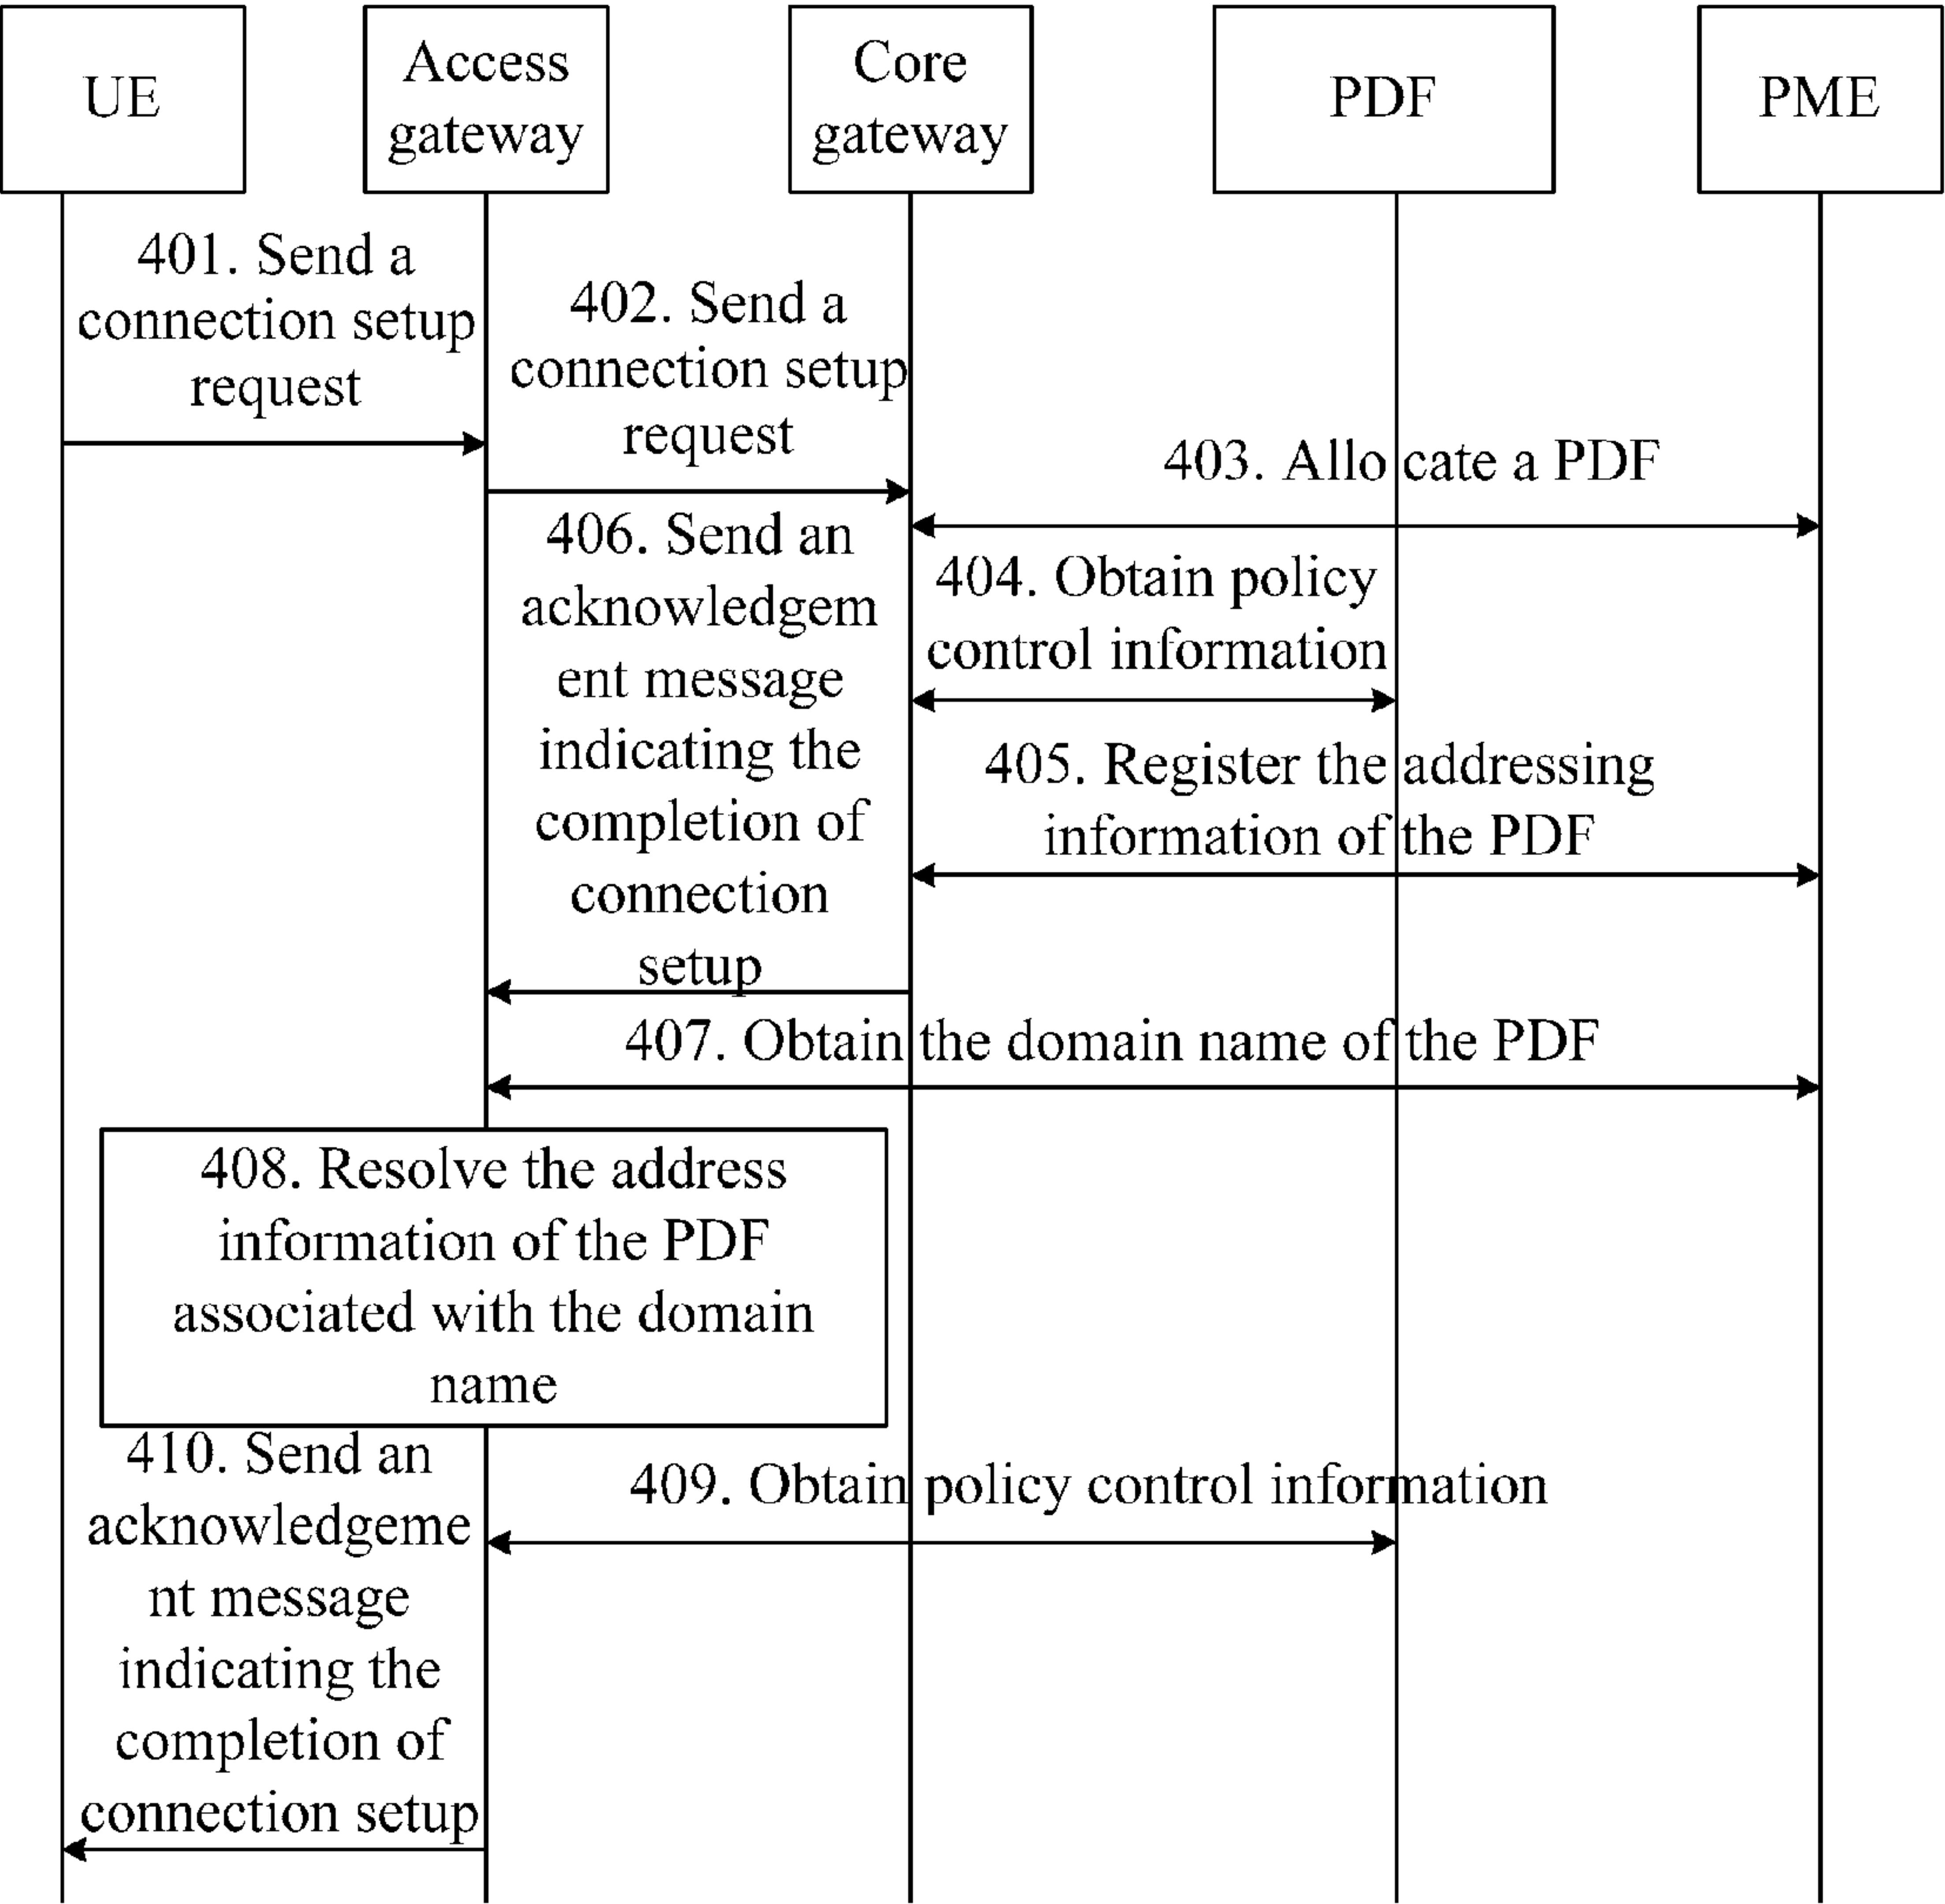 UE
Access
gateway
Core
gateway
PDF
PME
401. Send a
connection setup
request
402. Send a
connection setup
request
403. Allo cate a PDF
404. Obtain policy
control information
405. Register the addressing
information of the PDF
406. Send an
acknowledgem
ent message
indicating the
completion of
connection
setup
407. Obtain the domain name of the PDF
408. Resolve the address
information of the PDF
associated with the domain
name
409. Obtain policy control information
410. Send an
acknowledgeme
nt message
indicating the
completion of
connection setup